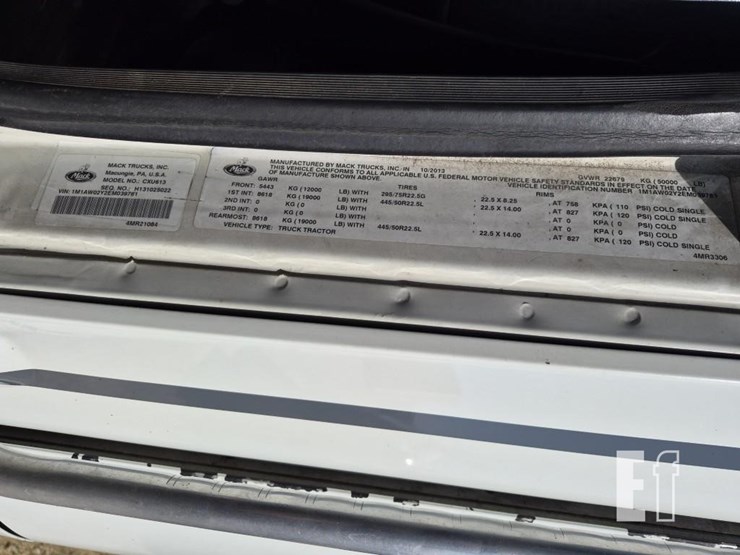 Mack
MACK TRUCKS, INC.
Macungie, PA, U.S.A.
MODEL NO.: CXU613
SEQ. NO.: H131023022
VIN: 1M1AW02Y2EM039781
4MR21084
Mack
MANUFACTURED BY MACK TRUCKS, INC. IN 10/2013 GVWR 22679 KG ( 50000 LB)
THIS VEHICLE CONFORMS TO ALL APPLICABLE U.S. FEDERAL MOTOR VEHICLE SAFETY STANDARDS IN EFFECT ON THE DATE
OF MANUFACTURE SHOWN ABOVE. VEHICLE IDENTIFICATION NUMBER 1M1AW02Y2EM039781
GAWR TIRES RIMS
FRONT: 5443 KG ( 12000 LB) WITH 295/75R22.5G 22.5 X 8.25 , AT 758 KPA ( 110 PSI) COLD SINGLE
1ST INT: 8618 KG ( 19000 LB) WITH 445/50R22.5L 22.5 X 14.00 , AT 827 KPA ( 120 PSI) COLD SINGLE
2ND INT: 0 KG ( 0 LB) WITH , AT 0 KPA ( 0 PSI) COLD
3RD INT: 0 KG ( 0 LB) WITH , AT 0 KPA ( 0 PSI) COLD
REARMOST: 8618 KG ( 19000 LB) WITH 445/50R22.5L 22.5 X 14.00 , AT 827 KPA ( 120 PSI) COLD SINGLE
VEHICLE TYPE: TRUCK TRACTOR 4MR3306
Ef